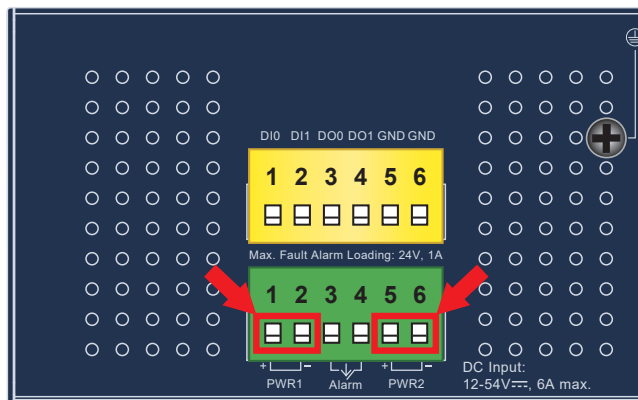 DI0 DI1 DO0 DO1 GND GND
1 2 3 4 5 6
Max. Fault Alarm Loading: 24V, 1A
1 2 3 4 5 6
+ − + −
PWR1 Alarm PWR2
DC Input:
12-54V⎓, 6A max.